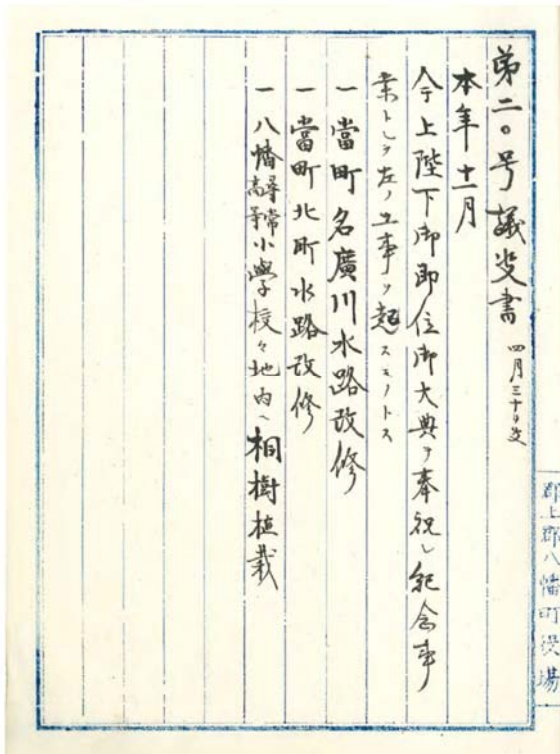 第二〇号議案書 四月三十日発
本年十一月
今上陛下御即位御大典ヲ奉祝シ紀念事
業トシテ左ノ工事ヲ起スモノトス
一 當町名廣川水路改修
一 當町北町水路改修
一 八幡尋常高等小學校々地内ヘ桐樹植栽
郡上郡八幡町役場